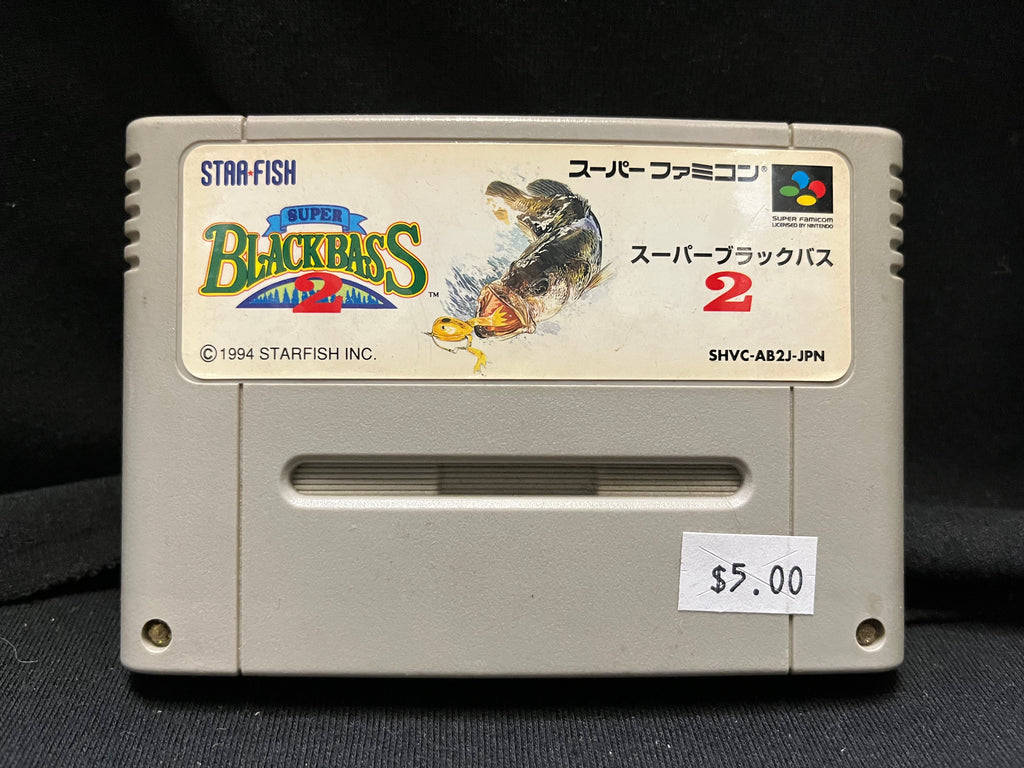 STAR★FISH
スーパーファミコン®
SUPER FAMICOM
LICENSED BY NINTENDO
SUPER
BLACKBASS
2
™
スーパーブラックバス
2
©1994 STARFISH INC.
SHVC-AB2J-JPN
$5.00